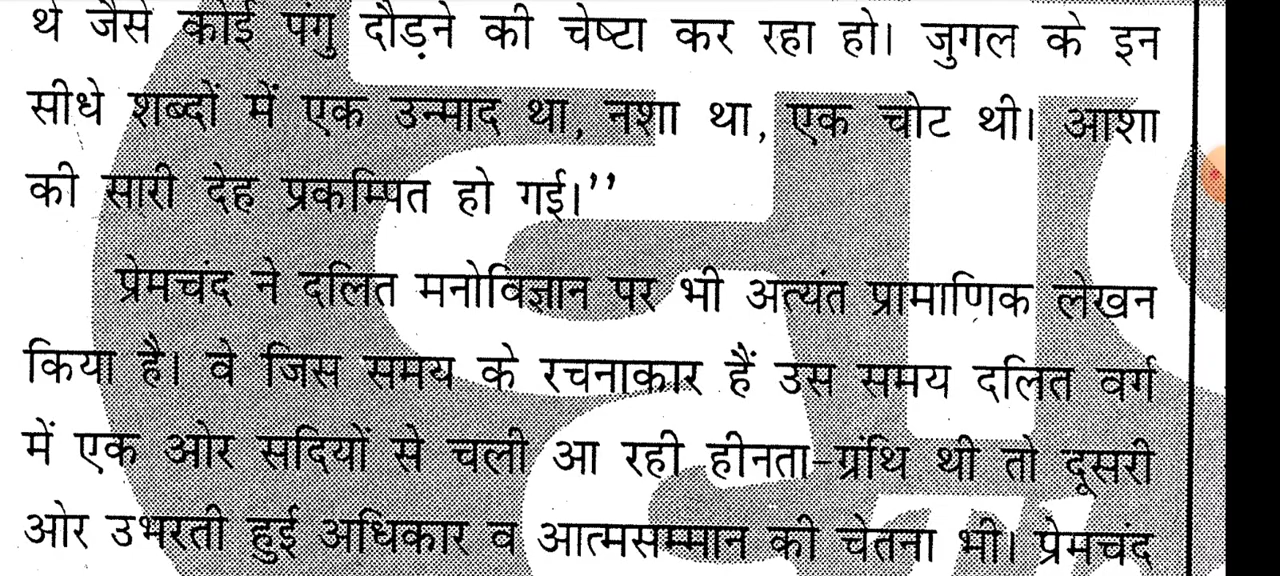 थे जैसे कोई पंगु दौड़ने की चेष्टा कर रहा हो। जुगल के इन
सीधे शब्दों में एक उन्माद था, नशा था, एक चोट थी। आशा
की सारी देह प्रकम्पित हो गई।’’
प्रेमचंद ने दलित मनोविज्ञान पर भी अत्यंत प्रामाणिक लेखन
किया है। वे जिस समय के रचनाकार हैं उस समय दलित वर्ग
में एक ओर सदियों से चली आ रही हीनता-ग्रंथि थी तो दूसरी
ओर उभरती हुई अधिकार व आत्मसम्मान की चेतना भी। प्रेमचंद